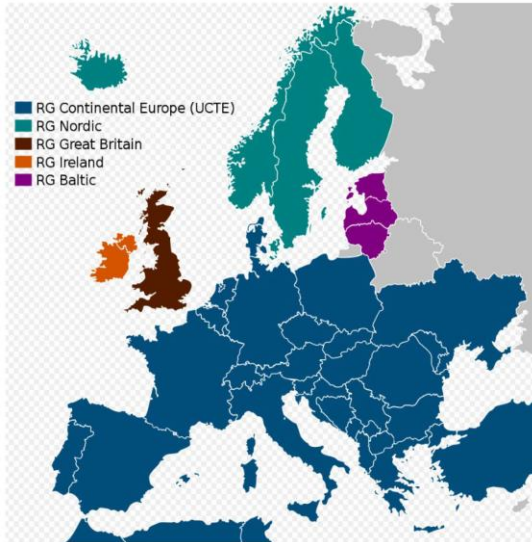 RG Continental Europe (UCTE)
RG Nordic
RG Great Britain
RG Ireland
RG Baltic